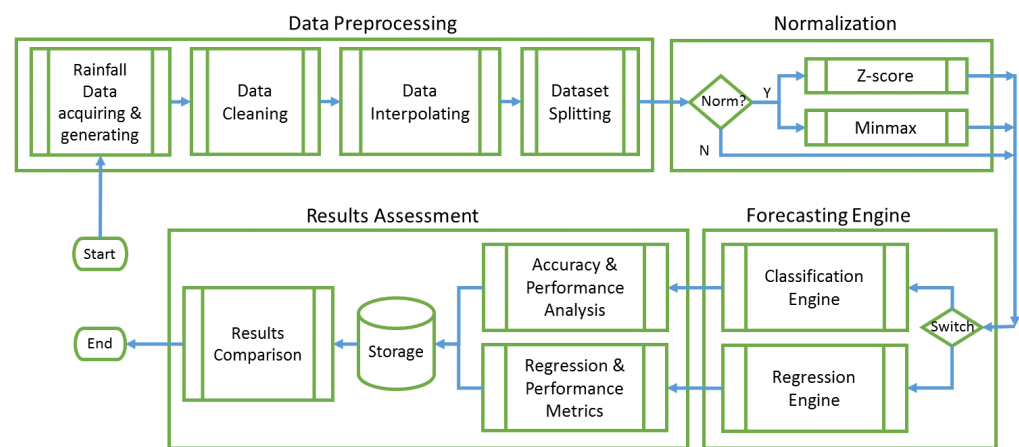 Data Preprocessing
Normalization
Rainfall
Data
acquiring &
generating
Data
Cleaning
Data
Interpolating
Dataset
Splitting
Norm?
Y
N
Z-score
Minmax
Results Assessment
Forecasting Engine
Start
End
Results
Comparison
Storage
Accuracy &
Performance
Analysis
Regression &
Performance
Metrics
Classification
Engine
Regression
Engine
Switch